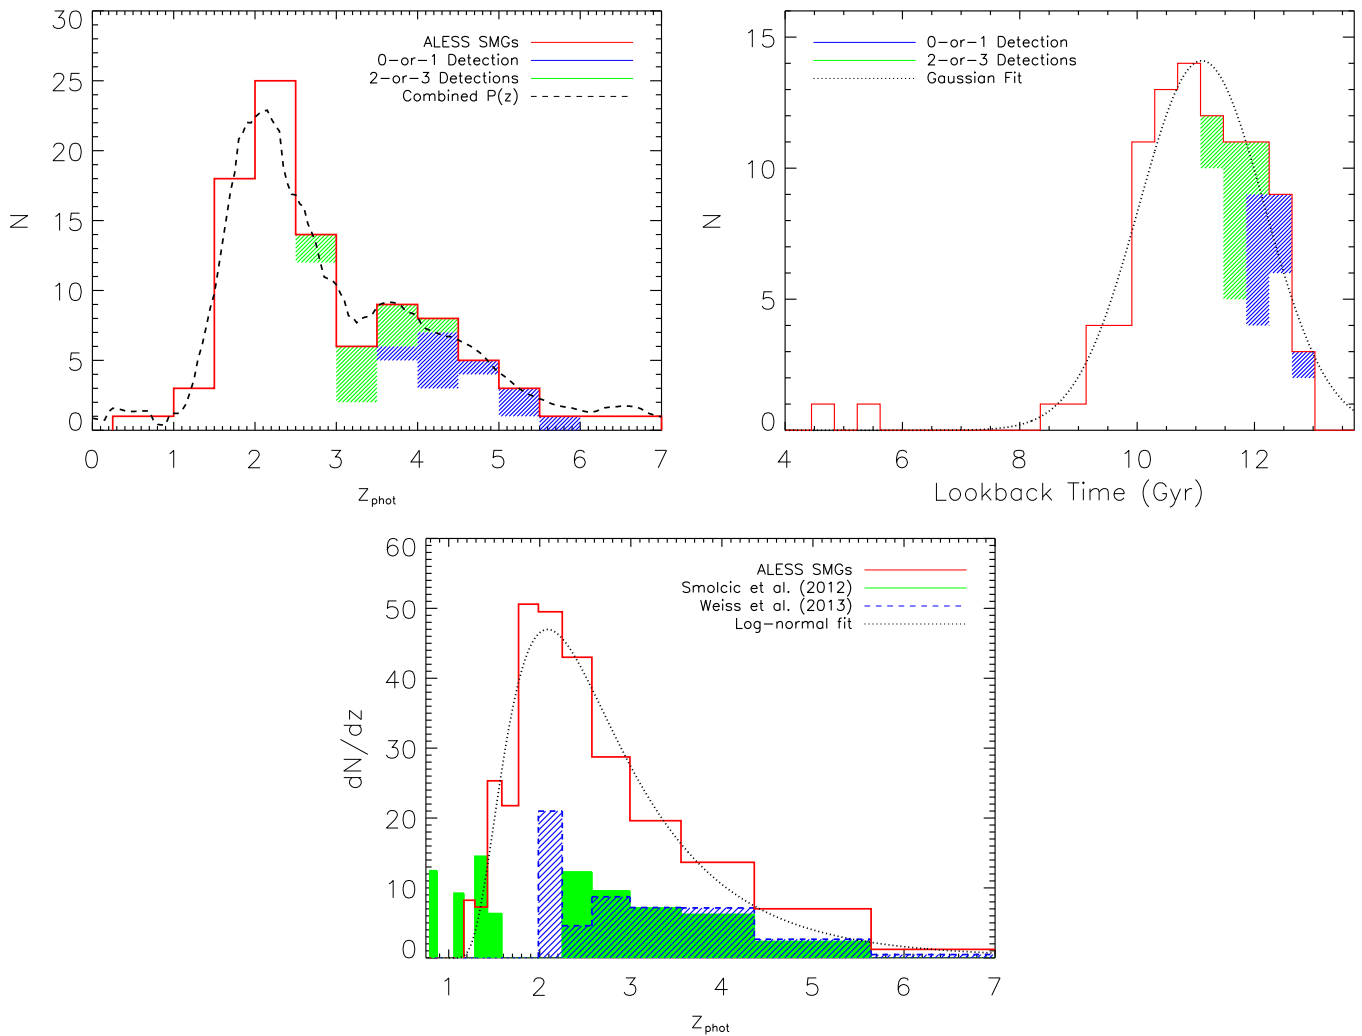 30
25
20
15
10
5
0
N
ALESS SMGs
0-or-1 Detection
2-or-3 Detections
Combined P(z)
0 1 2 3 4 5 6 7
z_phot
15
10
5
0
N
0-or-1 Detection
2-or-3 Detections
Gaussian Fit
4 6 8 10 12
Lookback Time (Gyr)
60
50
40
30
20
10
0
dN/dz
ALESS SMGs
Smolcic et al. (2012)
Weiss et al. (2013)
Log-normal fit
1 2 3 4 5 6 7
z_phot